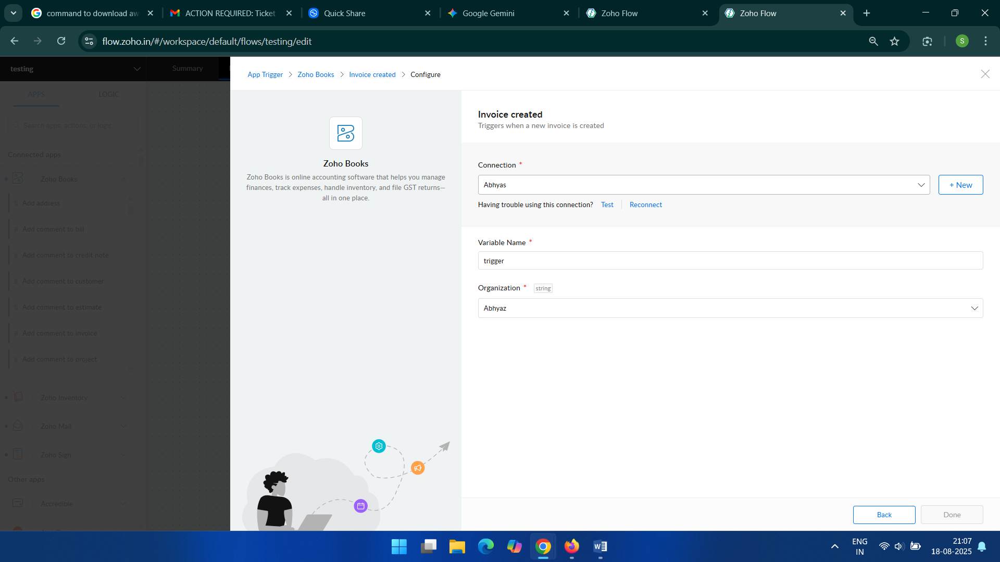 command to download aw
ACTION REQUIRED: Ticket
Quick Share
Google Gemini
Zoho Flow
Zoho Flow
flow.zoho.in/#/workspace/default/flows/testing/edit
S
testing
Summary
App Trigger > Zoho Books > Invoice created > Configure
APPS
LOGIC
Search apps, actions, or logic
Connected apps
Zoho Books
Add address
Add comment to bill
Add comment to credit note
Add comment to customer
Add comment to estimate
Add comment to invoice
Add comment to project
Zoho Inventory
Zoho Mail
Zoho Sign
Other apps
Accredible
Zoho Books
Zoho Books is online accounting software that helps you manage
finances, track expenses, handle inventory, and file GST returns—
all in one place.
Invoice created
Triggers when a new invoice is created
Connection *
Abhyas
+ New
Having trouble using this connection? Test Reconnect
Variable Name *
trigger
Organization * string
Abhyaz
Back
Done
ENG
IN
21:07
18-08-2025